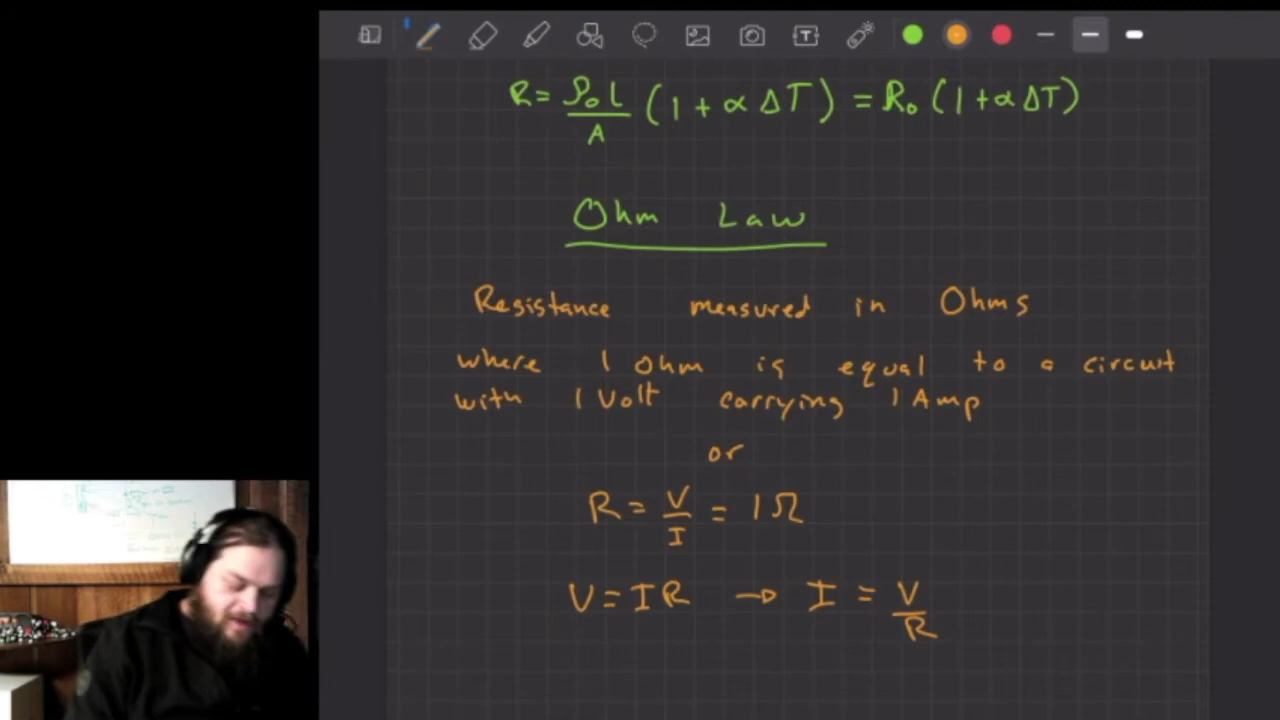 R = ρ₀L/A (1 + α ΔT) = R₀ (1 + α ΔT)
Ohm Law
Resistance measured in Ohms
where 1 Ohm is equal to a circuit
with 1 Volt carrying 1 Amp
or
R = V/I = 1Ω
V = IR → I = V/R